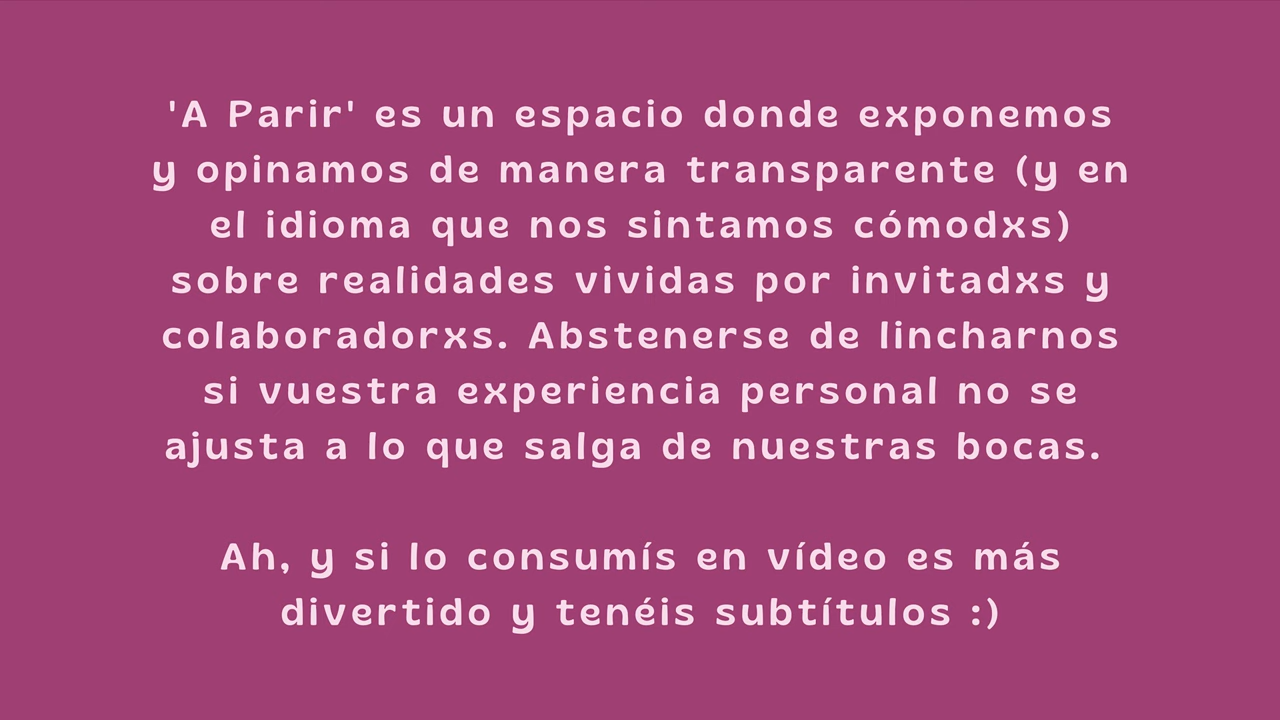 'A Parir' es un espacio donde exponemos
y opinamos de manera transparente (y en
el idioma que nos sintamos cómodxs)
sobre realidades vividas por invitadxs y
colaboradorxs. Abstenerse de lincharnos
si vuestra experiencia personal no se
ajusta a lo que salga de nuestras bocas.
Ah, y si lo consumís en vídeo es más
divertido y tenéis subtítulos :)